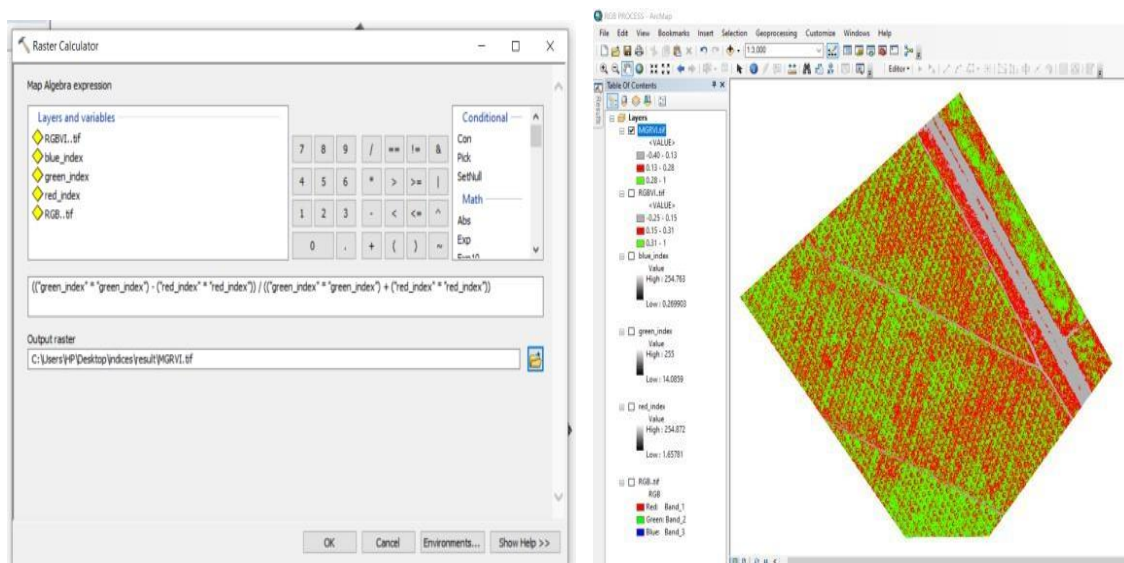 Raster Calculator
Map Algebra expression
Layers and variables
RGBVI..tif
blue_index
green_index
red_index
RGB..tif
7 8 9 / == != &
4 5 6 * > >= |
1 2 3 - < <= ^
0 . + ( ) ~
Conditional
Con
Pick
SetNull
Math
Abs
Exp
Exp10
(("green_index" * "green_index") - ("red_index" * "red_index")) / (("green_index" * "green_index") + ("red_index" * "red_index"))
Output raster
C:\Users\HP\Desktop\indices\result\MGRVI.tif
OK Cancel Environments... Show Help >>
RGB PROCESS - ArcMap
File Edit View Bookmarks Insert Selection Geoprocessing Customize Windows Help
1:3,000
Editor
Table Of Contents
Results
Layers
MGRVI.tif
<VALUE>
-0.40 - 0.13
0.13 - 0.28
0.28 - 1
RGBVI..tif
<VALUE>
-0.25 - 0.15
0.15 - 0.31
0.31 - 1
blue_index
Value
High : 254.763
Low : 0.269903
green_index
Value
High : 255
Low : 14.0859
red_index
Value
High : 254.872
Low : 1.65781
RGB..tif
RGB
Red: Band_1
Green: Band_2
Blue: Band_3